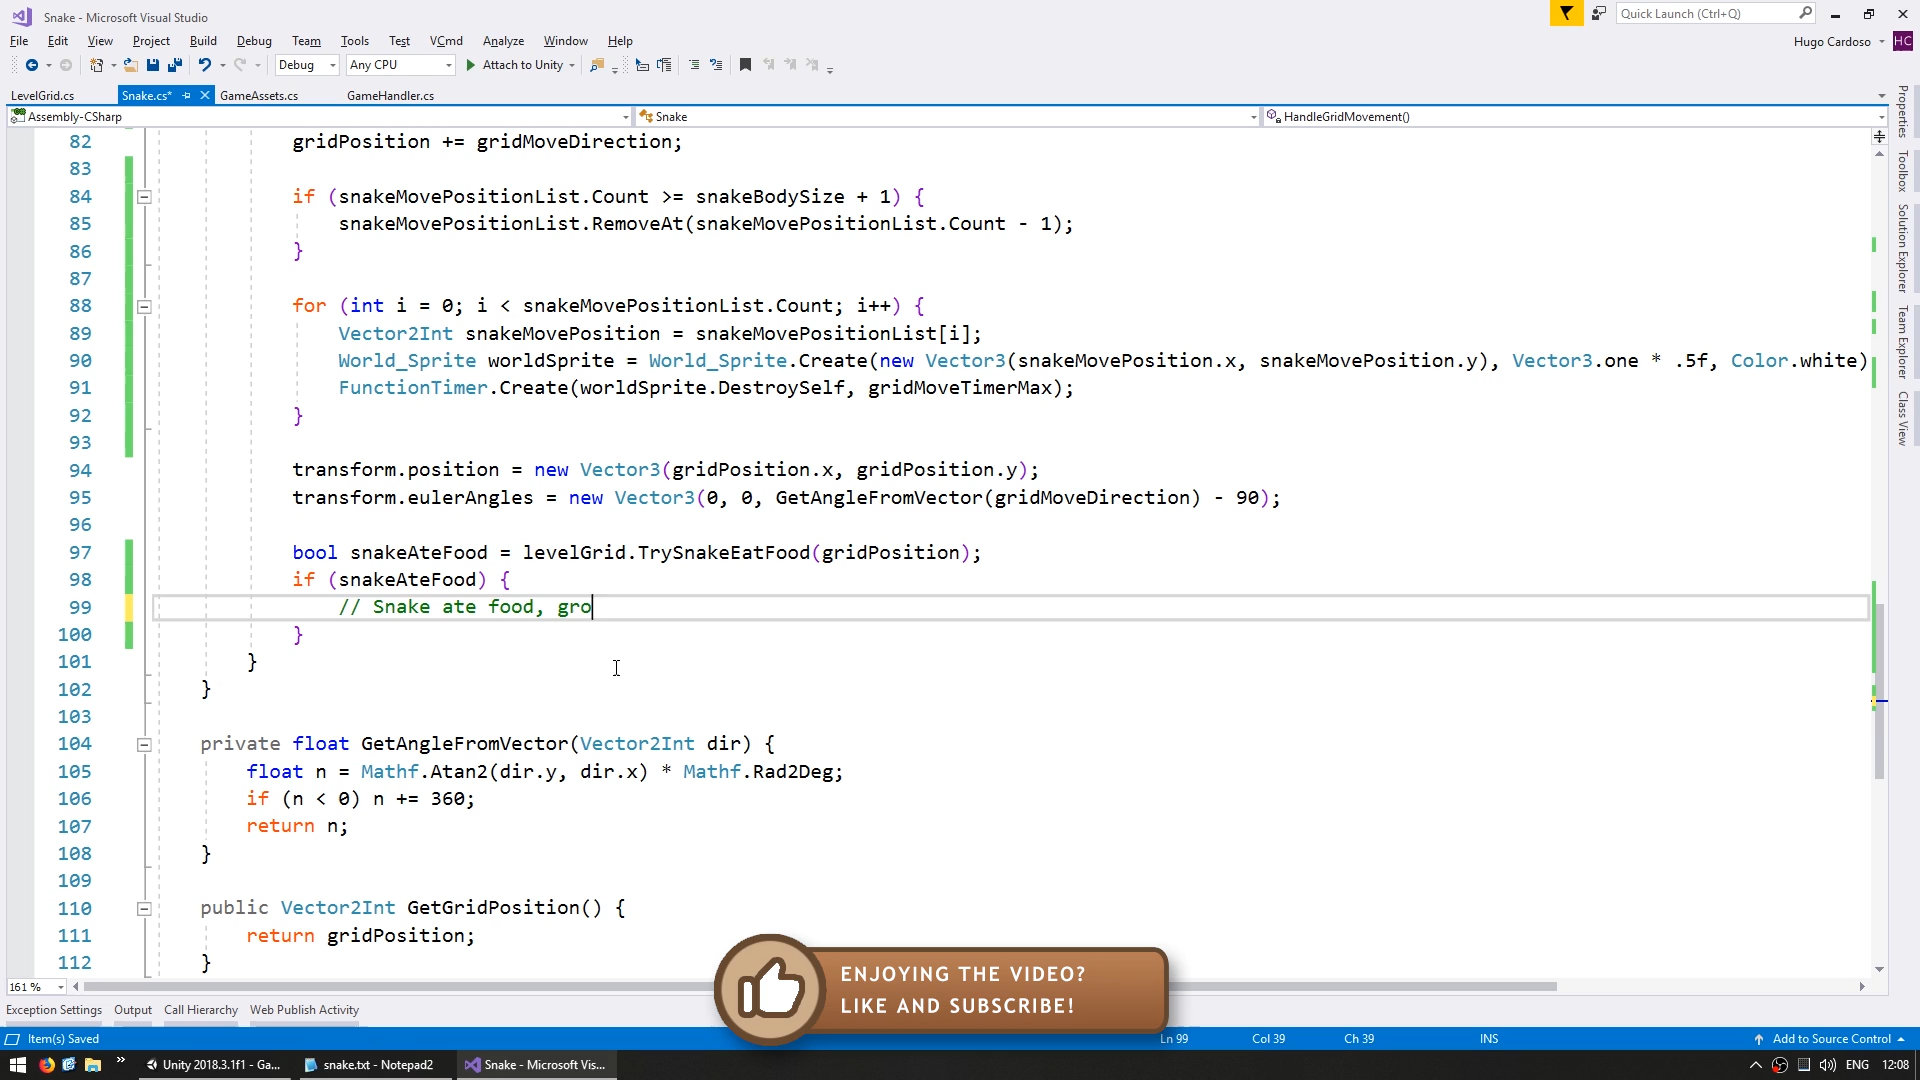 Snake - Microsoft Visual Studio
Quick Launch (Ctrl+Q)
File Edit View Project Build Debug Team Tools Test VCmd Analyze Window Help
Hugo Cardoso HC
Debug Any CPU Attach to Unity
LevelGrid.cs Snake.cs* GameAssets.cs GameHandler.cs
Assembly-CSharp Snake HandleGridMovement()
82 gridPosition += gridMoveDirection;
83
84 if (snakeMovePositionList.Count >= snakeBodySize + 1) {
85 snakeMovePositionList.RemoveAt(snakeMovePositionList.Count - 1);
86 }
87
88 for (int i = 0; i < snakeMovePositionList.Count; i++) {
89 Vector2Int snakeMovePosition = snakeMovePositionList[i];
90 World_Sprite worldSprite = World_Sprite.Create(new Vector3(snakeMovePosition.x, snakeMovePosition.y), Vector3.one * .5f, Color.white)
91 FunctionTimer.Create(worldSprite.DestroySelf, gridMoveTimerMax);
92 }
93
94 transform.position = new Vector3(gridPosition.x, gridPosition.y);
95 transform.eulerAngles = new Vector3(0, 0, GetAngleFromVector(gridMoveDirection) - 90);
96
97 bool snakeAteFood = levelGrid.TrySnakeEatFood(gridPosition);
98 if (snakeAteFood) {
99 // Snake ate food, gro
100 }
101 }
102 }
103
104 private float GetAngleFromVector(Vector2Int dir) {
105 float n = Mathf.Atan2(dir.y, dir.x) * Mathf.Rad2Deg;
106 if (n < 0) n += 360;
107 return n;
108 }
109
110 public Vector2Int GetGridPosition() {
111 return gridPosition;
112 }
Properties
Toolbox
Solution Explorer
Team Explorer
Class View
ENJOYING THE VIDEO?
LIKE AND SUBSCRIBE!
161 %
Exception Settings Output Call Hierarchy Web Publish Activity
Item(s) Saved Ln 99 Col 39 Ch 39 INS Add to Source Control
Unity 2018.3.1f1 - Ga... snake.txt - Notepad2 Snake - Microsoft Vis... ENG 12:08